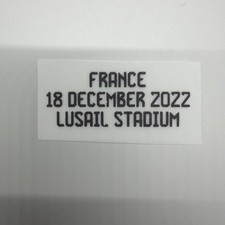 FRANCE
18 DECEMBER 2022
LUSAIL STADIUM